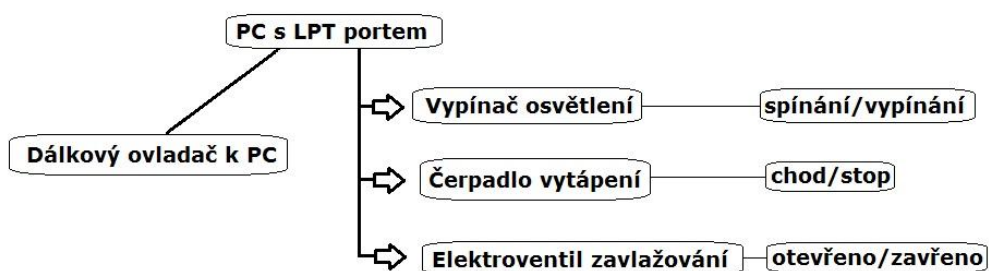 PC s LPT portem
Vypínač osvětlení
spínání/vypínání
Dálkový ovladač k PC
Čerpadlo vytápení
chod/stop
Elektroventil zavlažování
otevřeno/zavřeno